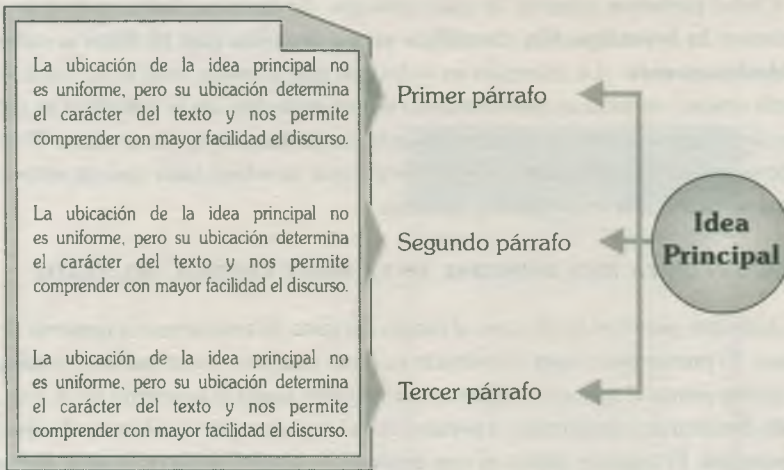 La ubicación de la idea principal no
es uniforme, pero su ubicación determina
el carácter del texto y nos permite
comprender con mayor facilidad el discurso.
Primer párrafo
La ubicación de la idea principal no
es uniforme, pero su ubicación determina
el carácter del texto y nos permite
comprender con mayor facilidad el discurso.
Segundo párrafo
Idea
Principal
La ubicación de la idea principal no
es uniforme, pero su ubicación determina
el carácter del texto y nos permite
comprender con mayor facilidad el discurso.
Tercer párrafo